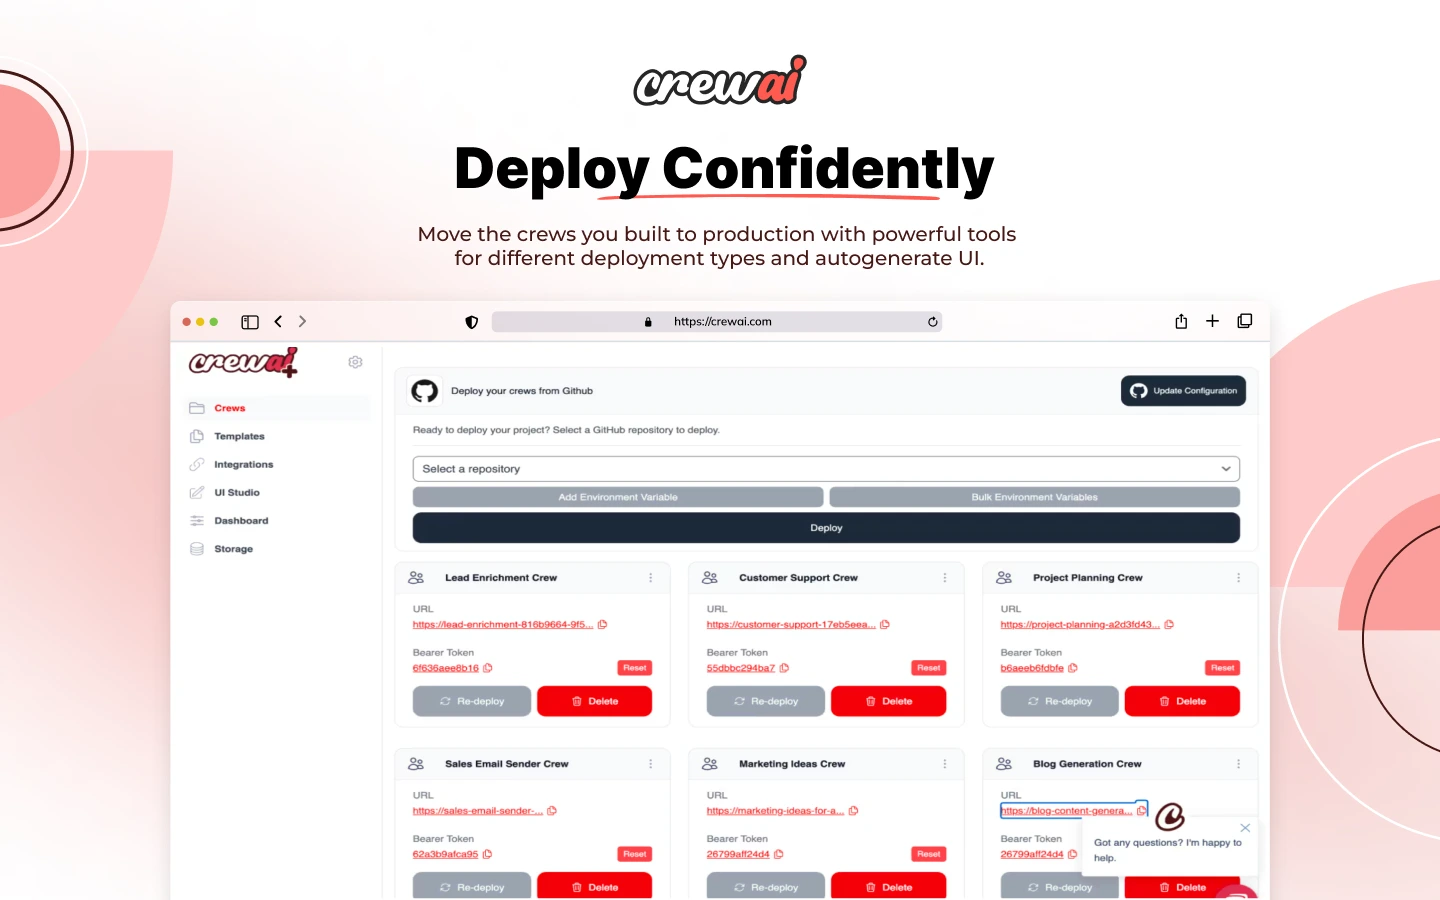 crewai
Deploy Confidently
Move the crews you built to production with powerful tools
for different deployment types and autogenerate UI.
https://crewai.com
crewai+
Crews
Templates
Integrations
UI Studio
Dashboard
Storage
Deploy your crews from Github
Update Configuration
Ready to deploy your project? Select a GitHub repository to deploy.
Select a repository
Add Environment Variable
Bulk Environment Variables
Deploy
Lead Enrichment Crew
URL
https://lead-enrichment-816b9664-9f5...
Bearer Token
6f636aee8b16
Reset
Re-deploy
Delete
Customer Support Crew
URL
https://customer-support-17eb5eea...
Bearer Token
55dbbc294ba7
Reset
Re-deploy
Delete
Project Planning Crew
URL
https://project-planning-a2d3fd43...
Bearer Token
b6aeeb6fdbfe
Reset
Re-deploy
Delete
Sales Email Sender Crew
URL
https://sales-email-sender-...
Bearer Token
62a3b9afca95
Reset
Re-deploy
Delete
Marketing Ideas Crew
URL
https://marketing-ideas-for-a...
Bearer Token
26799aff24d4
Reset
Re-deploy
Delete
Blog Generation Crew
URL
https://blog-content-genera...
Bearer Token
26799aff24d4
Re-deploy
Delete
Got any questions? I'm happy to
help.